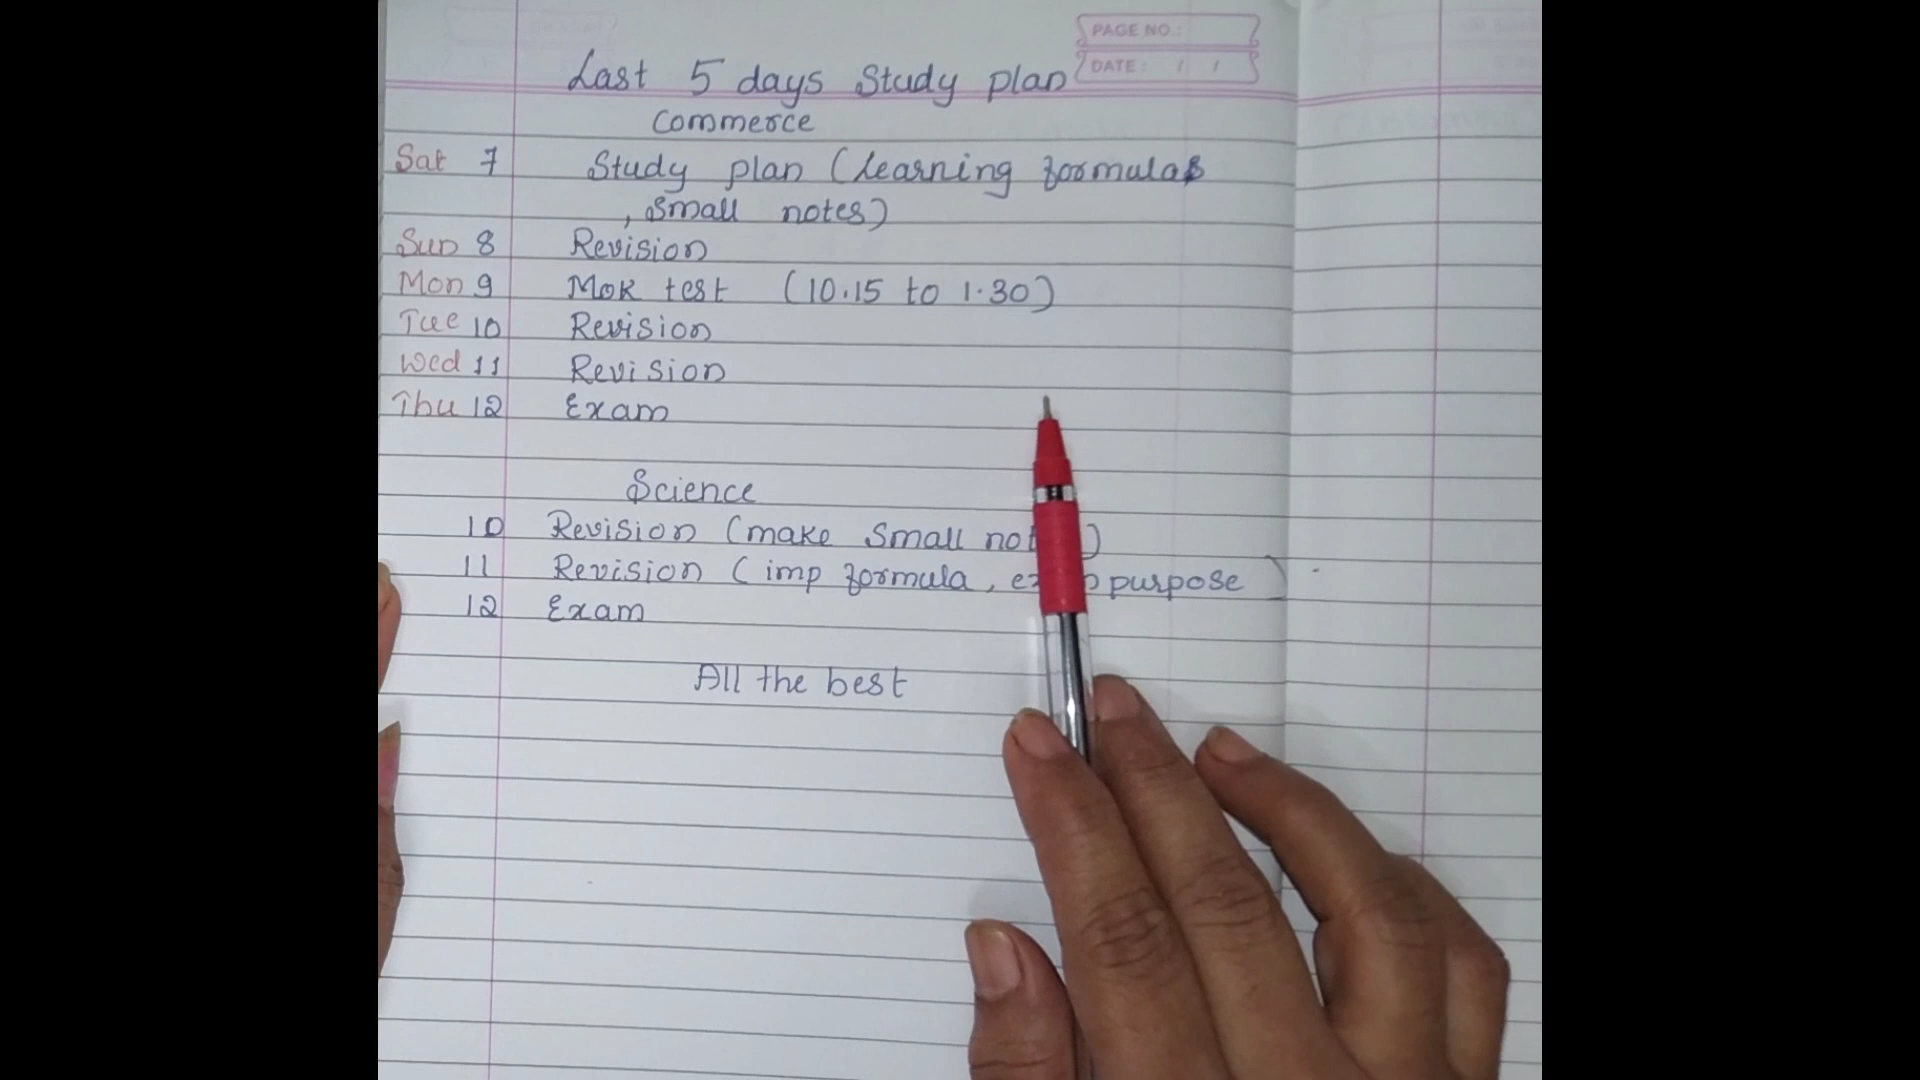 PAGE NO.:
DATE: / /
Last 5 days Study plan
Commerce
Sat 7 Study plan (learning formulas
, small notes)
Sun 8 Revision
Mon 9 Mok test (10.15 to 1.30)
Tue 10 Revision
Wed 11 Revision
Thu 12 Exam
Science
10 Revision (make small )
11 Revision (imp formula, purpose)
12 Exam
All the best